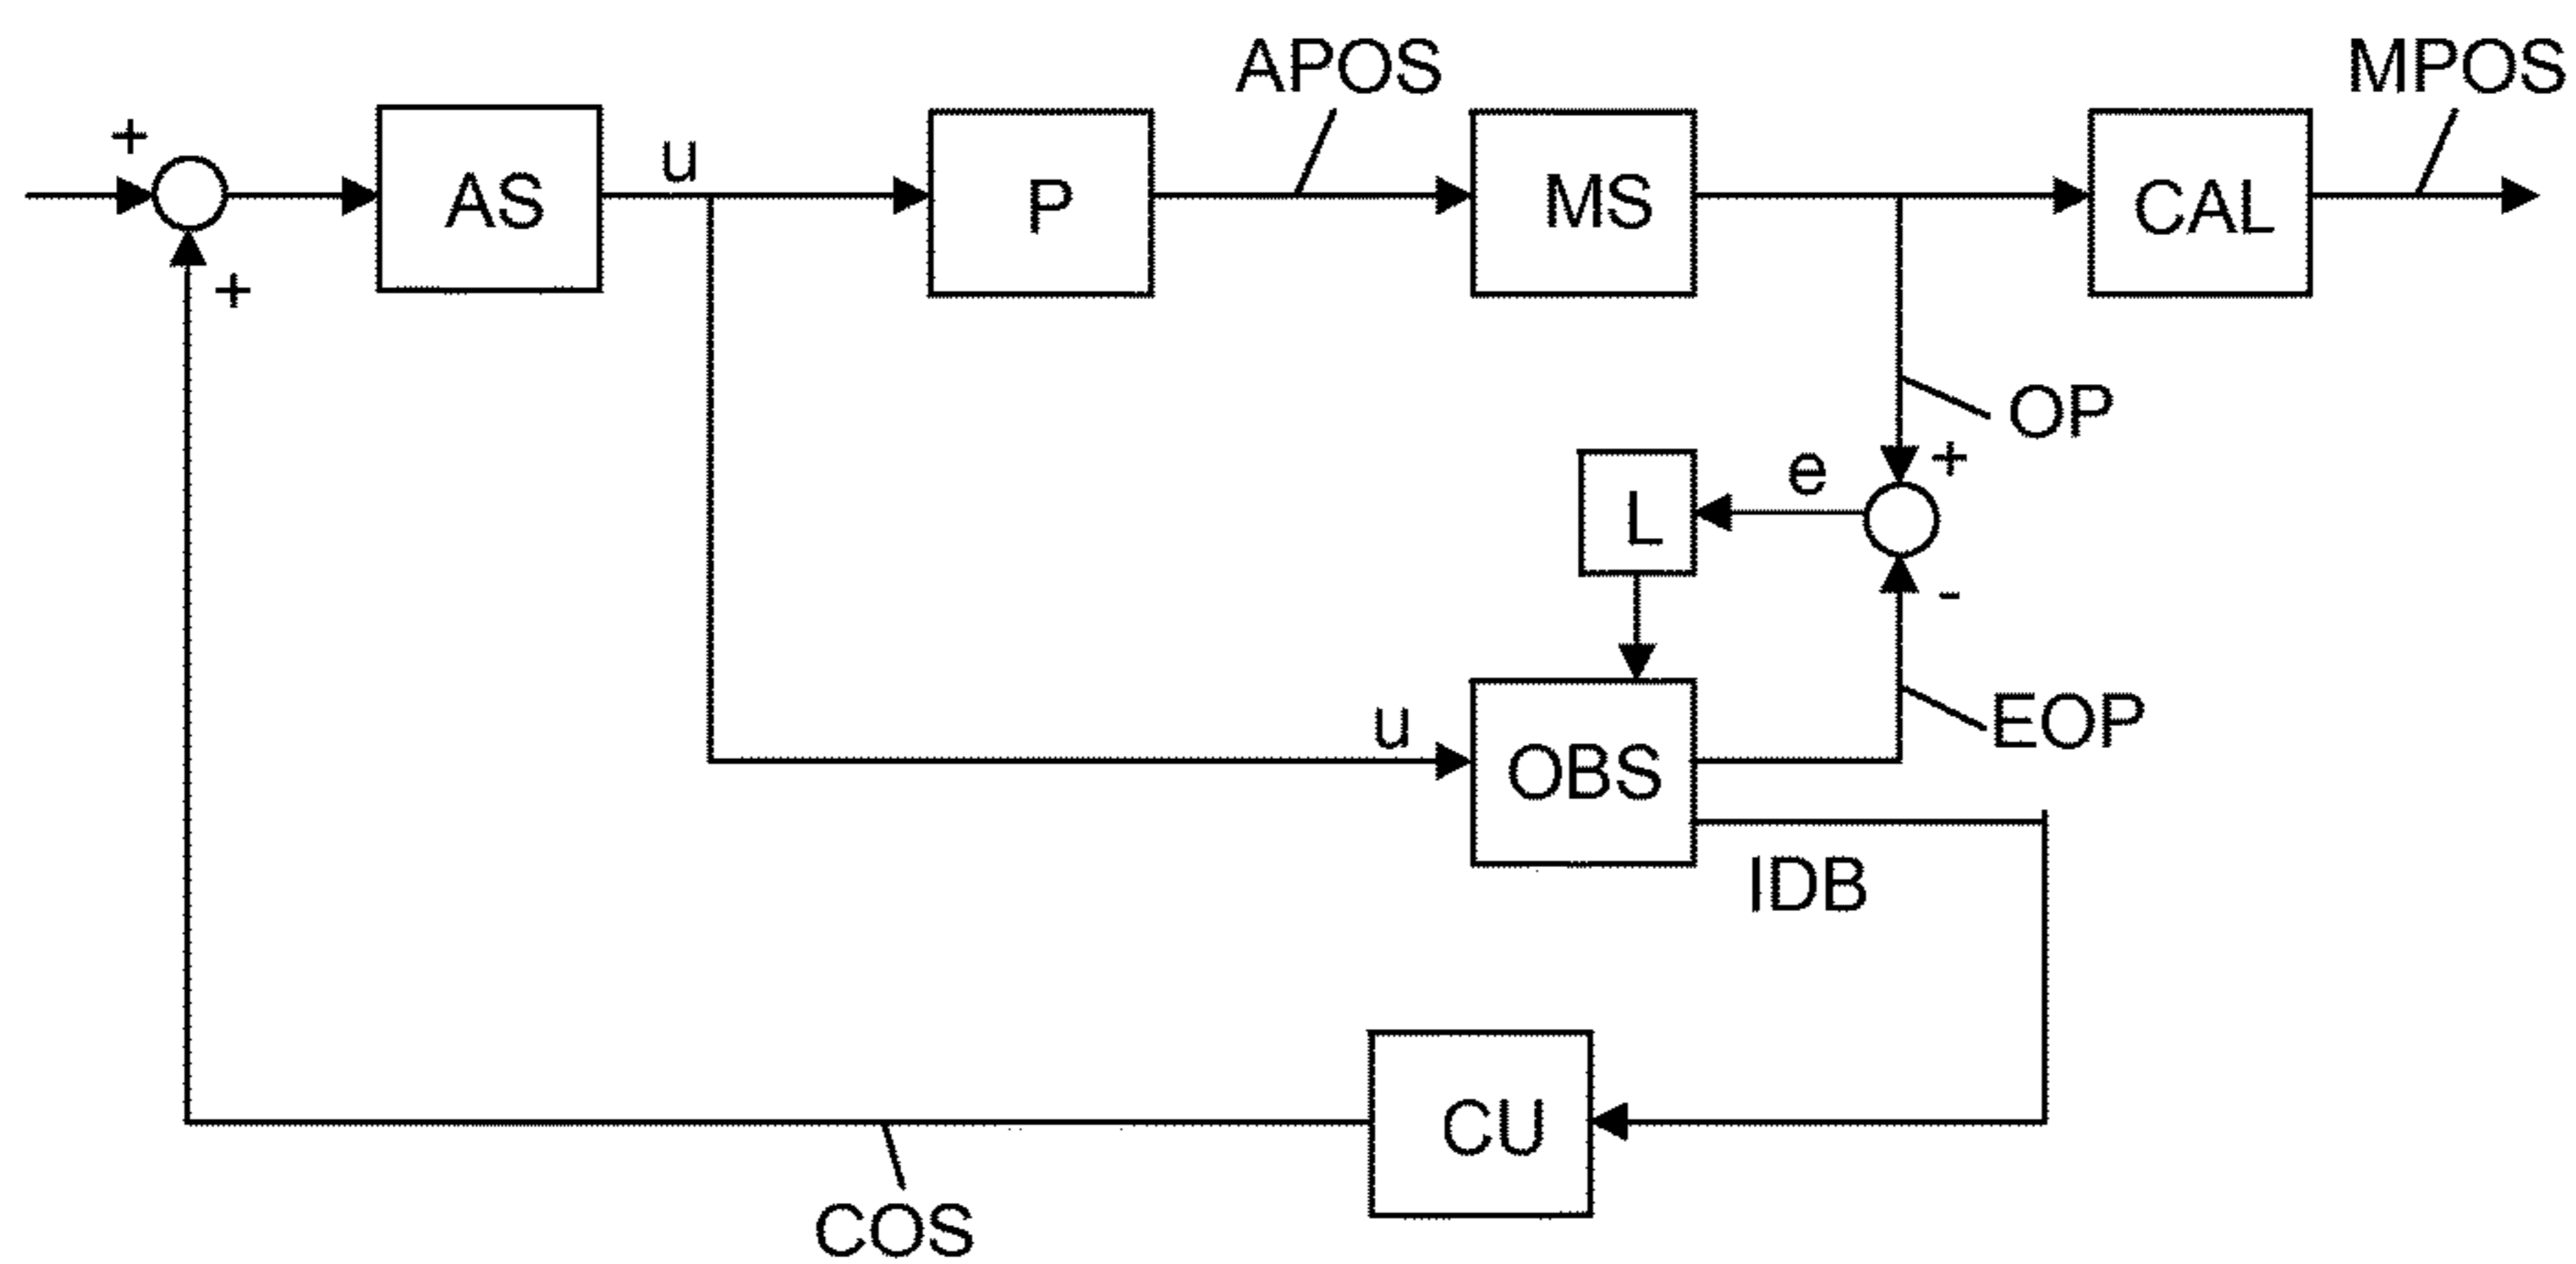 APOS
MPOS
+
AS
u
P
MS
CAL
+
OP
+
e
L
-
u
OBS
EOP
IDB
CU
COS